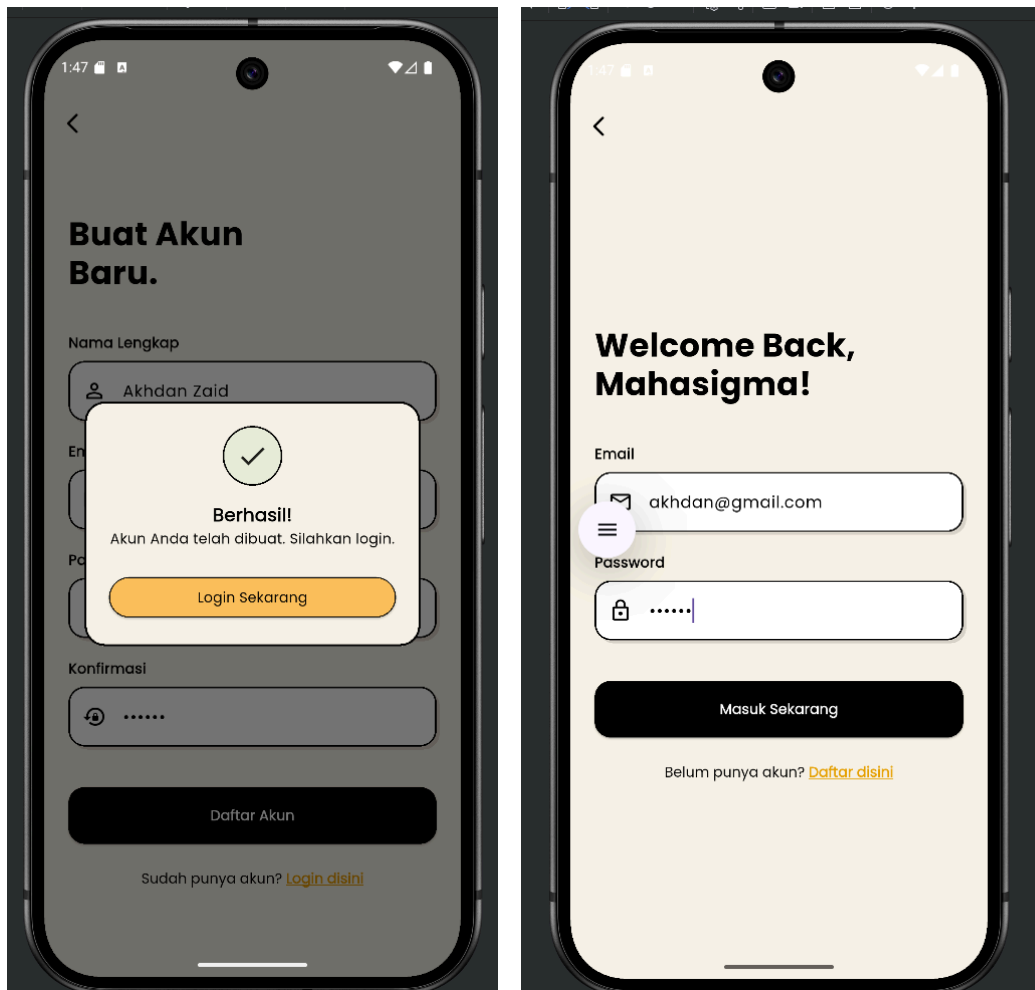 1:47
Buat Akun
Baru.
Nama Lengkap
Akhdan Zaid
En
Berhasil!
Akun Anda telah dibuat. Silahkan login.
Pa
Login Sekarang
Konfirmasi
••••••
Daftar Akun
Sudah punya akun? Login disini
1:47
Welcome Back,
Mahasigma!
Email
akhdan@gmail.com
Password
••••••
Masuk Sekarang
Belum punya akun? Daftar disini